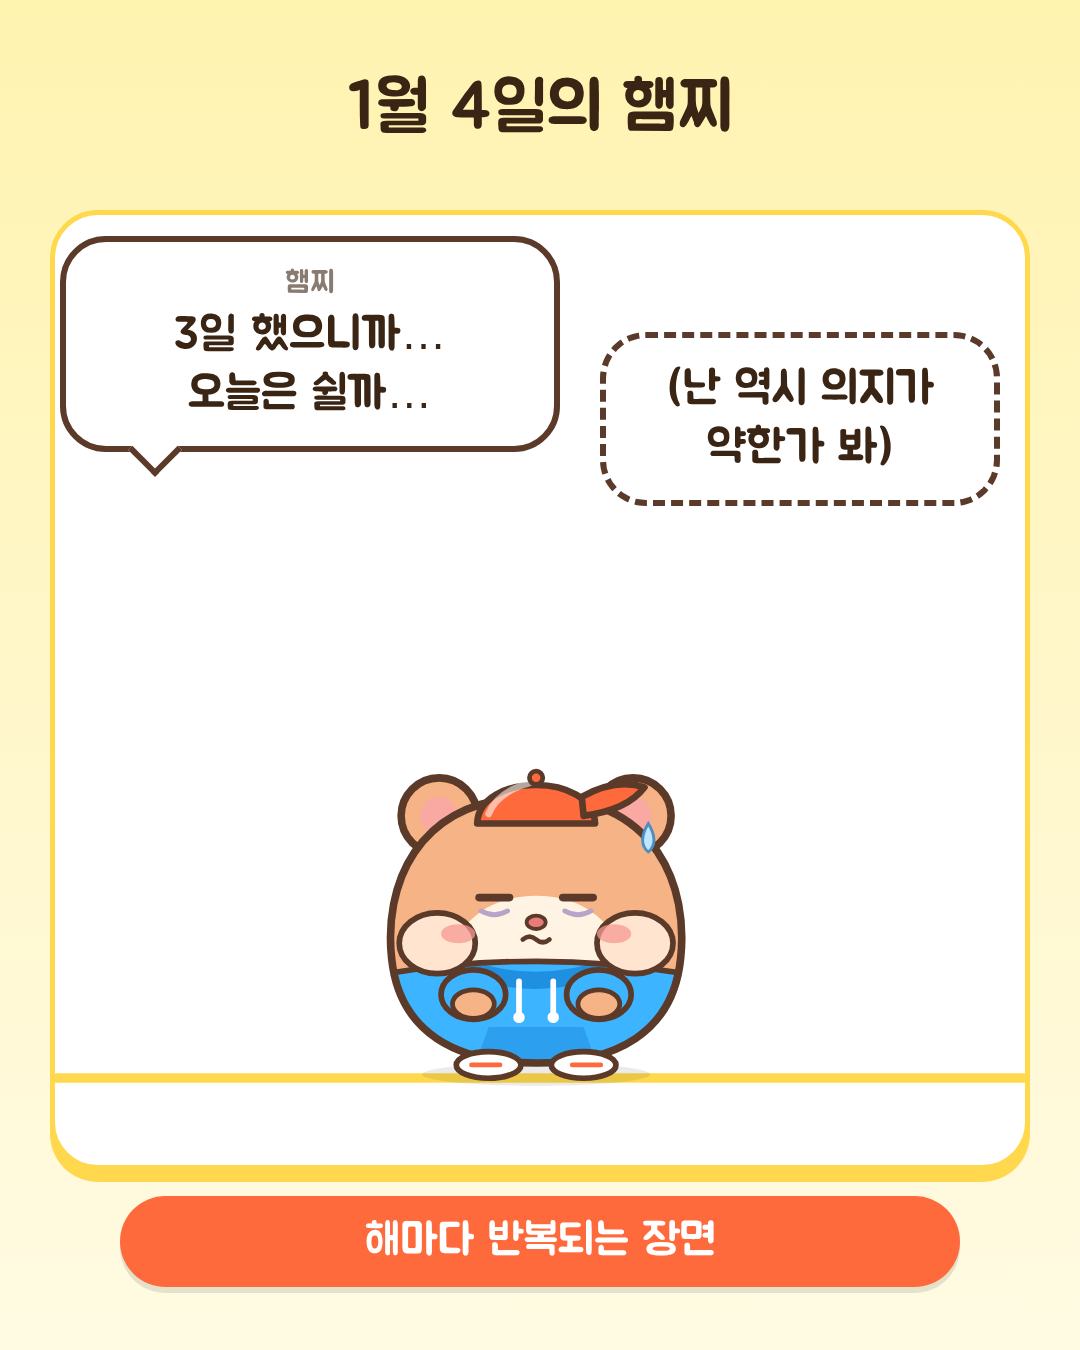 1월 4일의 햄찌
햄찌
3일 했으니까...
오늘은 쉴까...
(난 역시 의지가
약한가 봐)
해마다 반복되는 장면